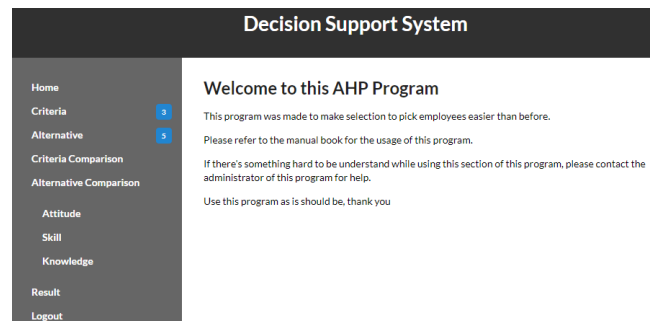 Decision Support System
Home
Criteria 3
Alternative 5
Criteria Comparison
Alternative Comparison
Attitude
Skill
Knowledge
Result
Logout
Welcome to this AHP Program
This program was made to make selection to pick employees easier than before.
Please refer to the manual book for the usage of this program.
If there's something hard to be understand while using this section of this program, please contact the
administrator of this program for help.
Use this program as is should be, thank you